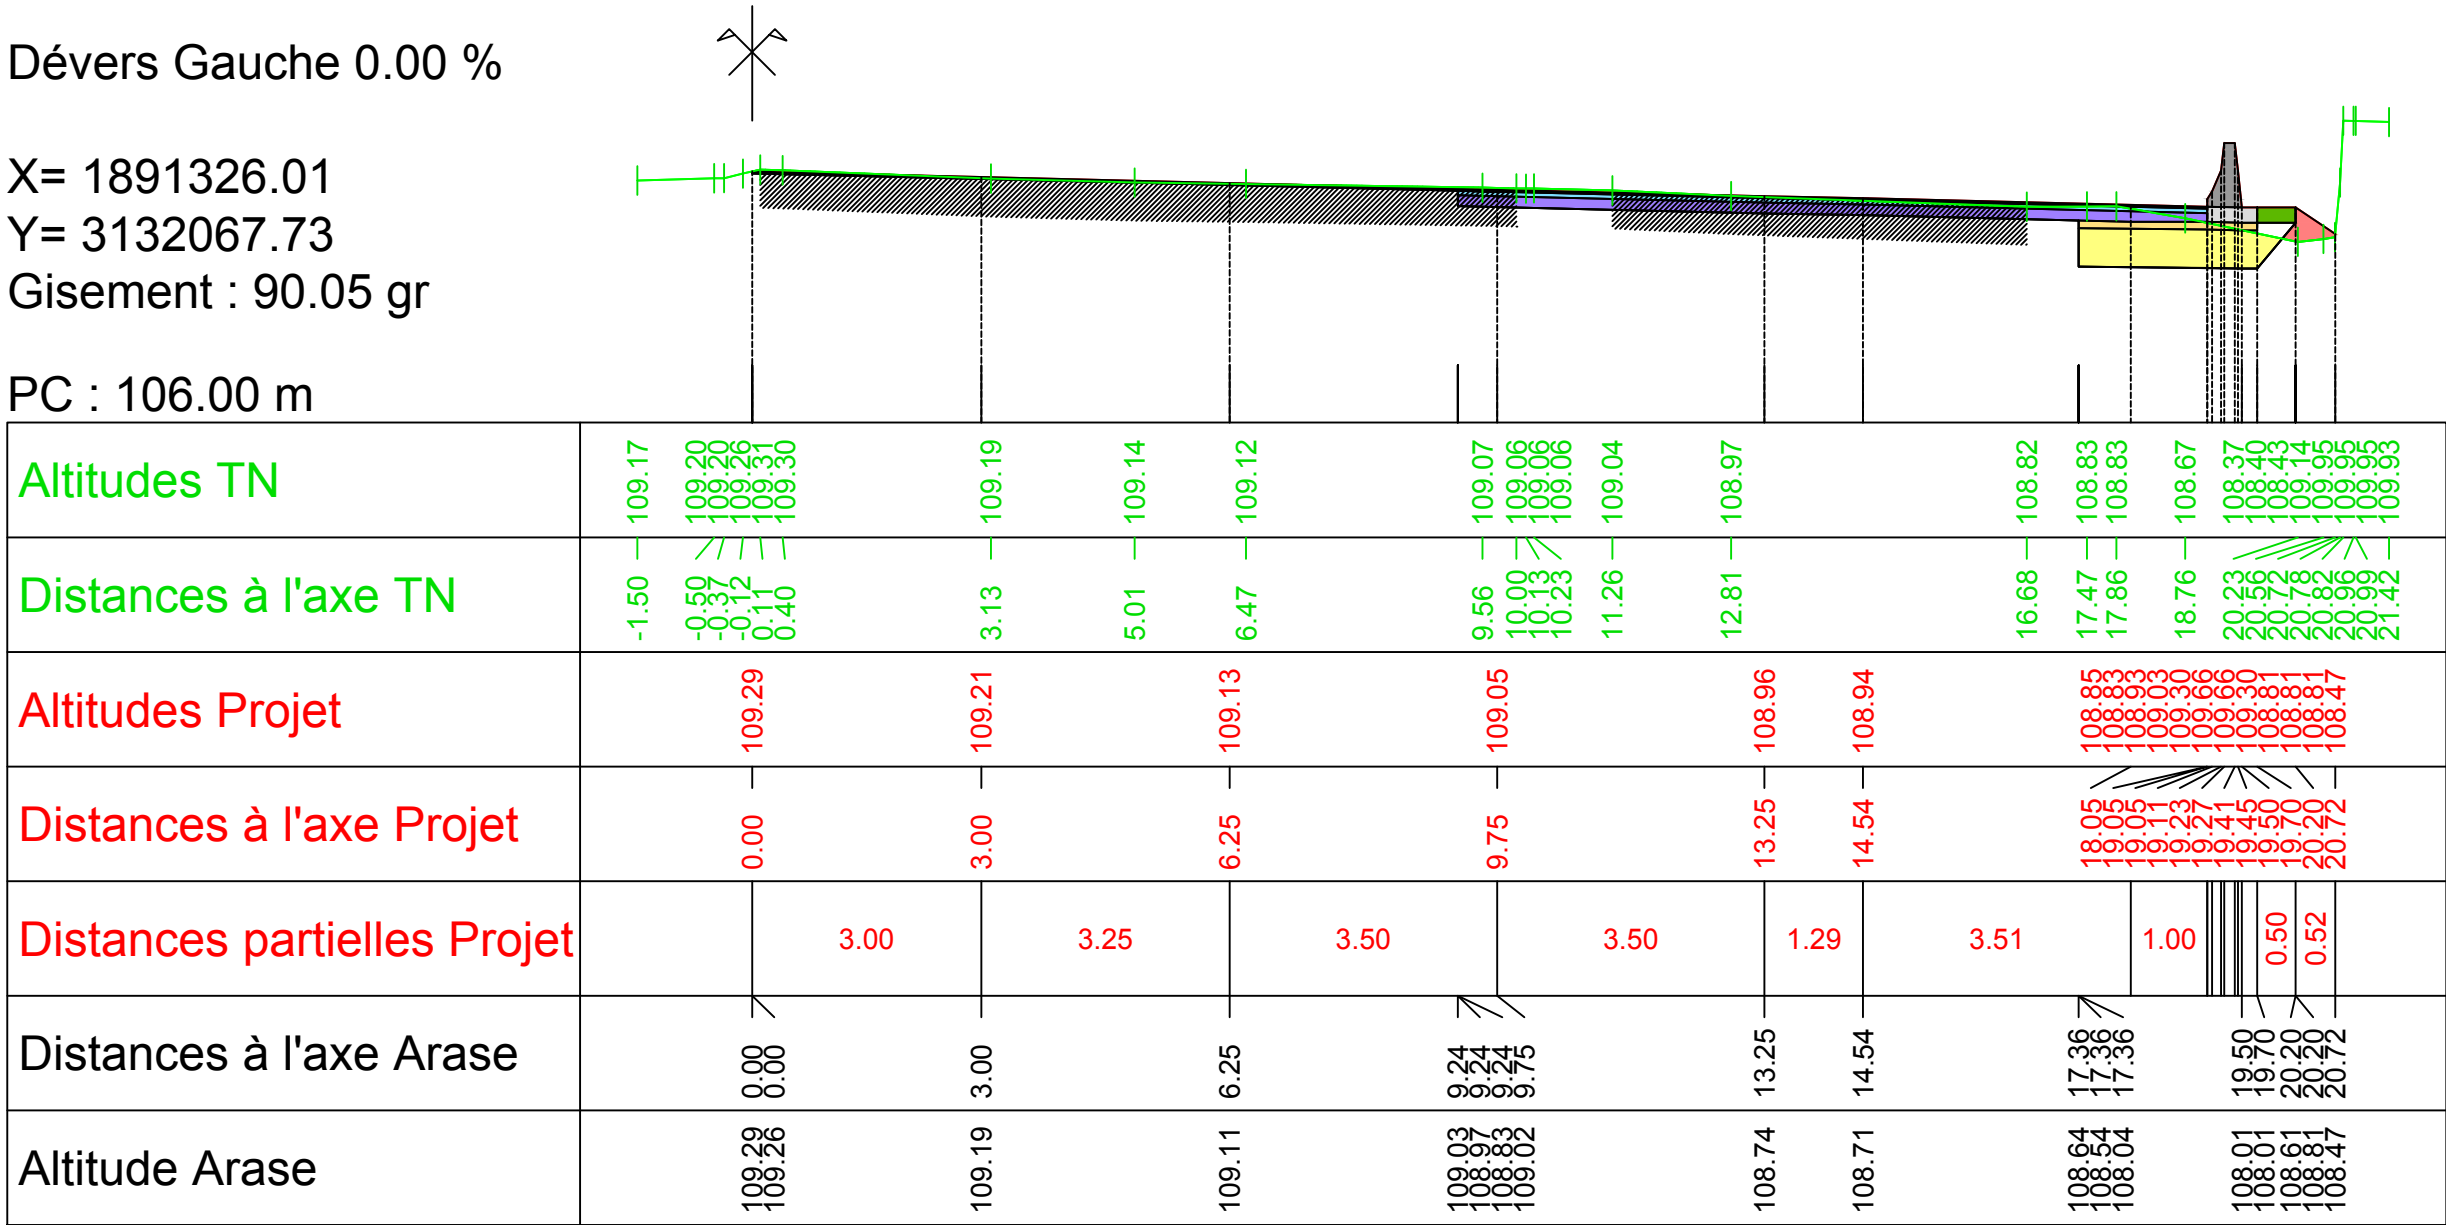 Dévers Gauche 0.00 %
X= 1891326.01
Y= 3132067.73
Gisement : 90.05 gr
PC : 106.00 m
Altitudes TN 109.17 109.20 109.20 109.26 109.31 109.30 109.19 109.14 109.12 109.07 109.06 109.06 109.06 109.04 108.97 108.82 108.83 108.83 108.67 108.37 108.40 108.43 109.14 109.95 109.95 109.95 109.93
Distances à l'axe TN -1.50 -0.50 -0.37 -0.12 0.11 0.40 3.13 5.01 6.47 9.56 10.00 10.13 10.23 11.26 12.81 16.68 17.47 17.86 18.76 20.23 20.56 20.72 20.78 20.82 20.96 20.99 21.42
Altitudes Projet 109.29 109.21 109.13 109.05 108.96 108.94 108.85 108.83 108.93 109.03 109.30 109.66 109.66 109.30 108.81 108.81 108.81 108.47
Distances à l'axe Projet 0.00 3.00 6.25 9.75 13.25 14.54 18.05 19.05 19.05 19.11 19.23 19.27 19.41 19.45 19.50 19.70 20.20 20.72
Distances partielles Projet 3.00 3.25 3.50 3.50 1.29 3.51 1.00 0.50 0.52
Distances à l'axe Arase 0.00 0.00 3.00 6.25 9.24 9.24 9.24 9.75 13.25 14.54 17.36 17.36 17.36 19.50 19.70 20.20 20.20 20.72
Altitude Arase 109.29 109.26 109.19 109.11 109.03 108.97 108.83 109.02 108.74 108.71 108.64 108.54 108.04 108.01 108.01 108.61 108.81 108.47